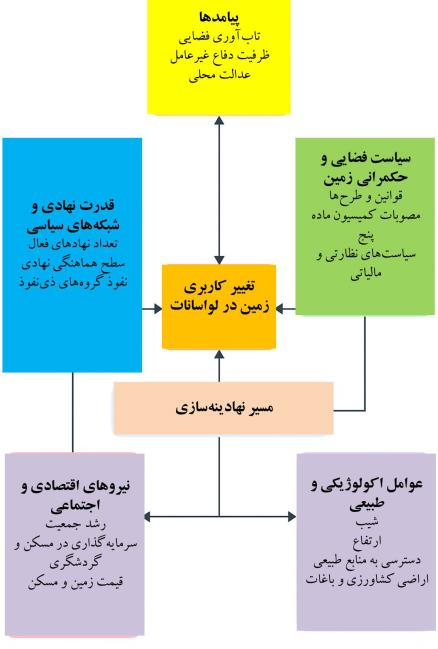 پیامدها
تاب‌آوری فضایی
ظرفیت دفاع غیرعامل
عدالت محلی
سیاست فضایی و
حکمرانی زمین
قوانین و طرح‌ها
مصوبات کمیسیون ماده
پنج
سیاست‌های نظارتی و
مالیاتی
قدرت نهادی و
شبکه‌های سیاسی
تعداد نهادهای فعال
سطح هماهنگی نهادی
نفوذ گروه‌های ذی‌نفوذ
تغییر کاربری
زمین در لواسانات
مسیر نهادینه‌سازی
عوامل اکولوژیکی و
طبیعی
شیب
ارتفاع
دسترسی به منابع طبیعی
اراضی کشاورزی و باغات
نیروهای اقتصادی و
اجتماعی
رشد جمعیت
سرمایه‌گذاری در مسکن و
گردشگری
قیمت زمین و مسکن